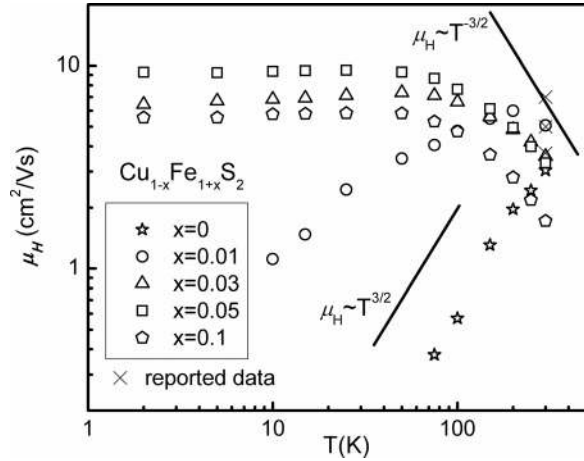 μH~T-3/2
10
Cu1-xFe1+xS2
x=0
x=0.01
x=0.03
x=0.05
x=0.1
reported data
μH~T3/2
1
μH (cm2/Vs)
1 10 100
T(K)